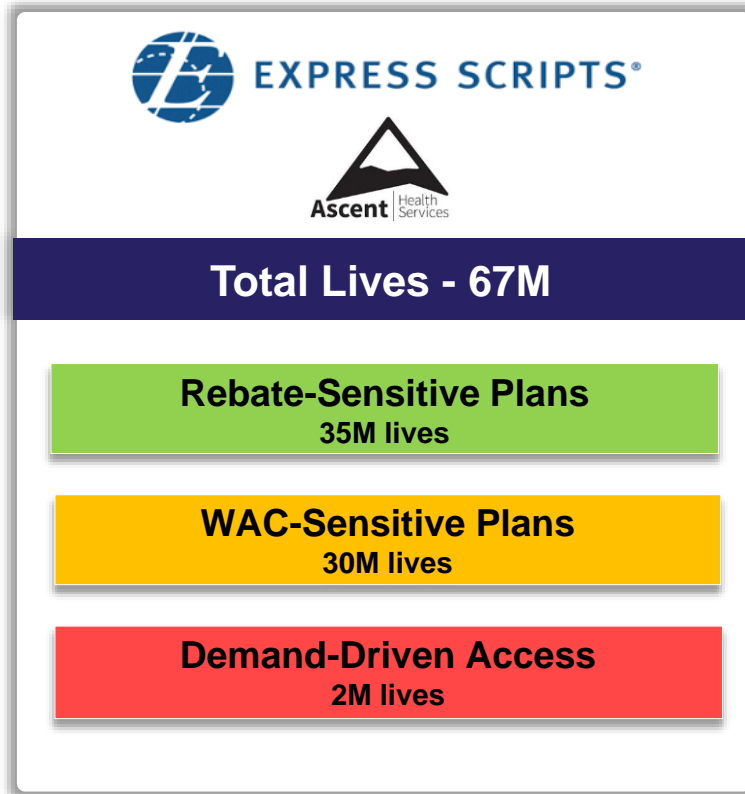 EXPRESS SCRIPTS®
Ascent Health
Services
Total Lives - 67M
Rebate-Sensitive Plans
35M lives
WAC-Sensitive Plans
30M lives
Demand-Driven Access
2M lives